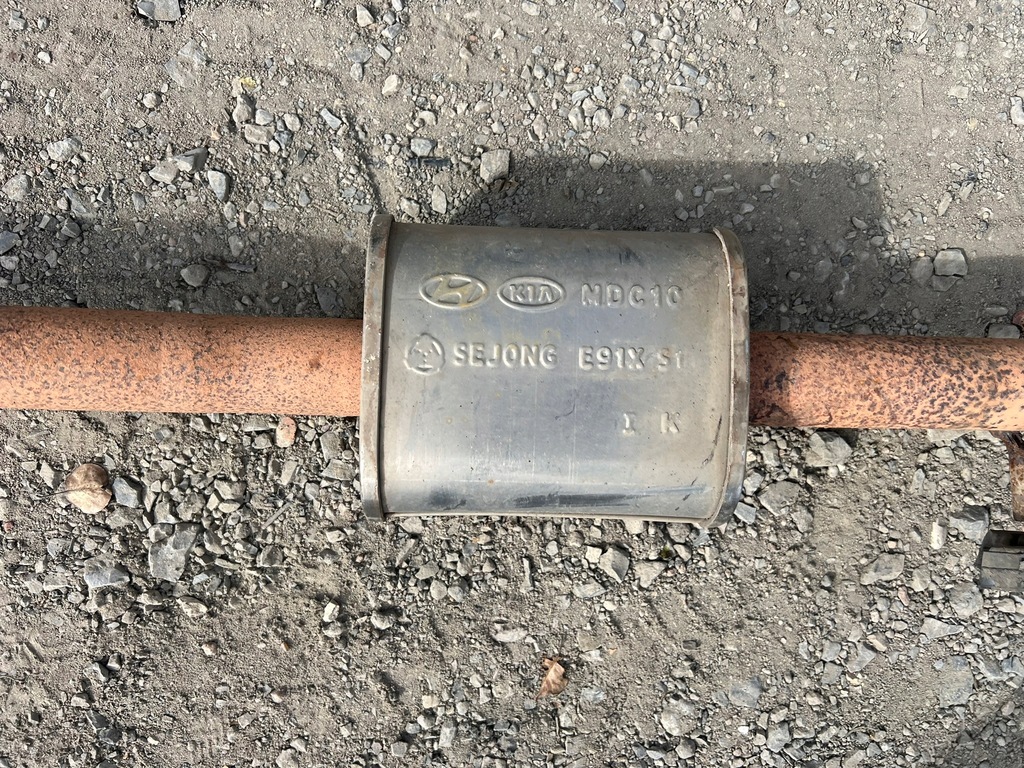 KIA MDC10
SEJONG E91X S1
I K